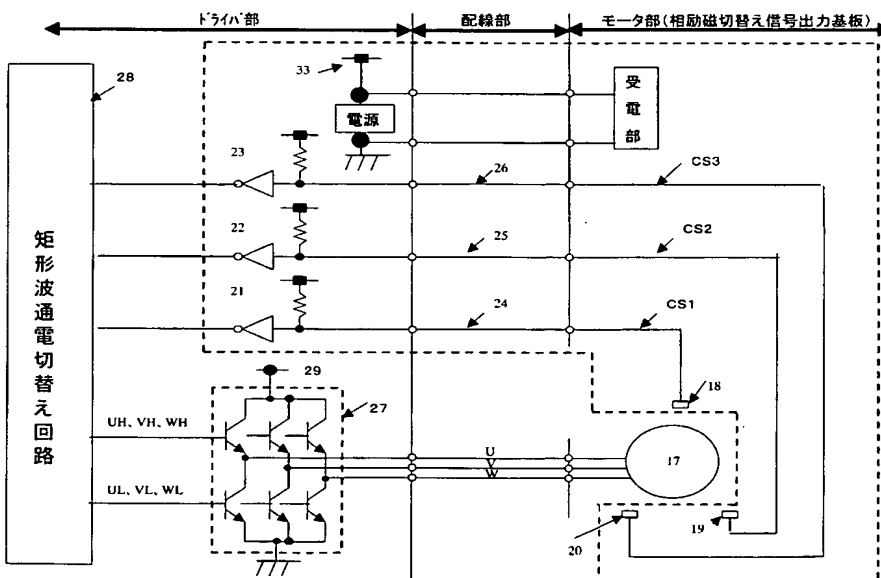 ドライバ部
配線部
モータ部(相励磁切替え信号出力基板)
28
33
電源
受電部
23
26
CS3
22
25
CS2
21
24
CS1
矩形波通電切替え回路
29
27
18
UH、VH、WH
U
V
W
17
UL、VL、WL
20
19